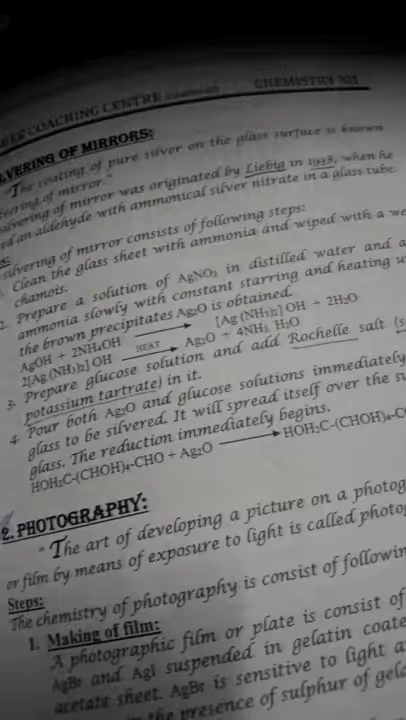 BER COACHING CENTRE CHEMISTRY XII
LVERING OF MIRRORS:
"The coating of pure silver on the glass surface is known
vering of mirror."
silvering of mirror was originated by Liebig in 1938, when he
ed an aldehyde with ammonical silver nitrate in a glass tube.
s:
silvering of mirror consists of following steps:
Clean the glass sheet with ammonia and wiped with a we
chamois.
2. Prepare a solution of AgNO₃ in distilled water and a
ammonia slowly with constant starring and heating u
the brown precipitates Ag₂O is obtained.
AgOH + 2NH₄OH ⟶ [Ag (NH₃)₂] OH + 2H₂O
2[Ag (NH₃)₂] OH HEAT ⟶ Ag₂O + 4NH₃ H₂O
3. Prepare glucose solution and add Rochelle salt (s
potassium tartrate) in it.
4. Pour both Ag₂O and glucose solutions immediately
glass to be silvered. It will spread itself over the su
glass. The reduction immediately begins.
HOH₂C-(CHOH)₄-CHO + Ag₂O ⟶ HOH₂C-(CHOH)₄-C
2. PHOTOGRAPHY:
"The art of developing a picture on a photog
or film by means of exposure to light is called photo
Steps:
The chemistry of photography is consist of followin
1. Making of film:
A photographic film or plate is consist of
AgBr and AgI suspended in gelatin coate
acetate sheet. AgBr is sensitive to light a
in the presence of sulphur of gela